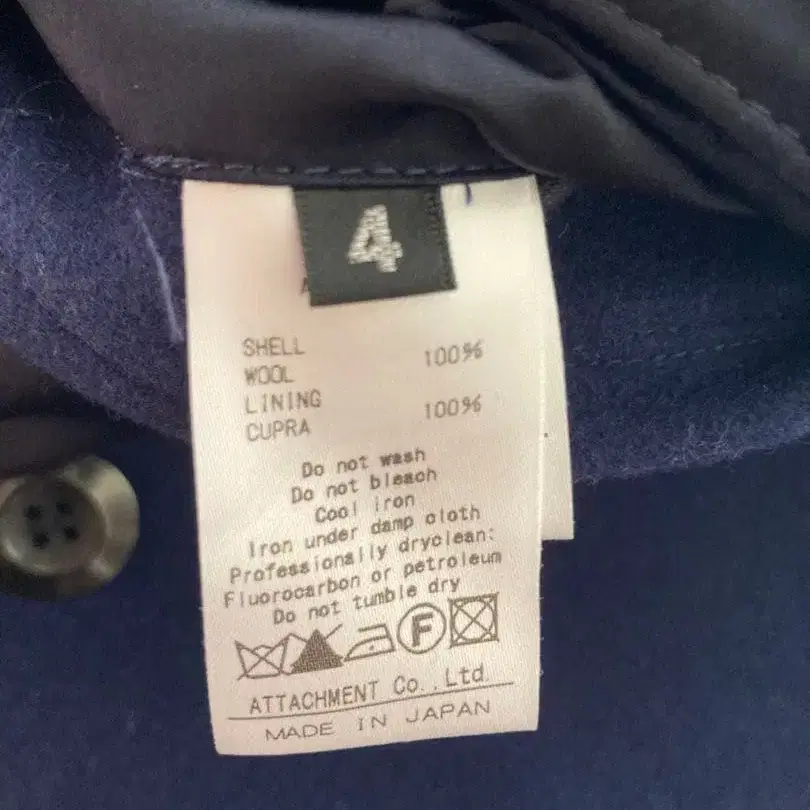 4
SHELL
WOOL 100%
LINING
CUPRA 100%
Do not wash
Do not bleach
Cool iron
Iron under damp cloth
Professionally dryclean:
Fluorocarbon or petroleum
Do not tumble dry
F
ATTACHMENT Co.,Ltd
MADE IN JAPAN